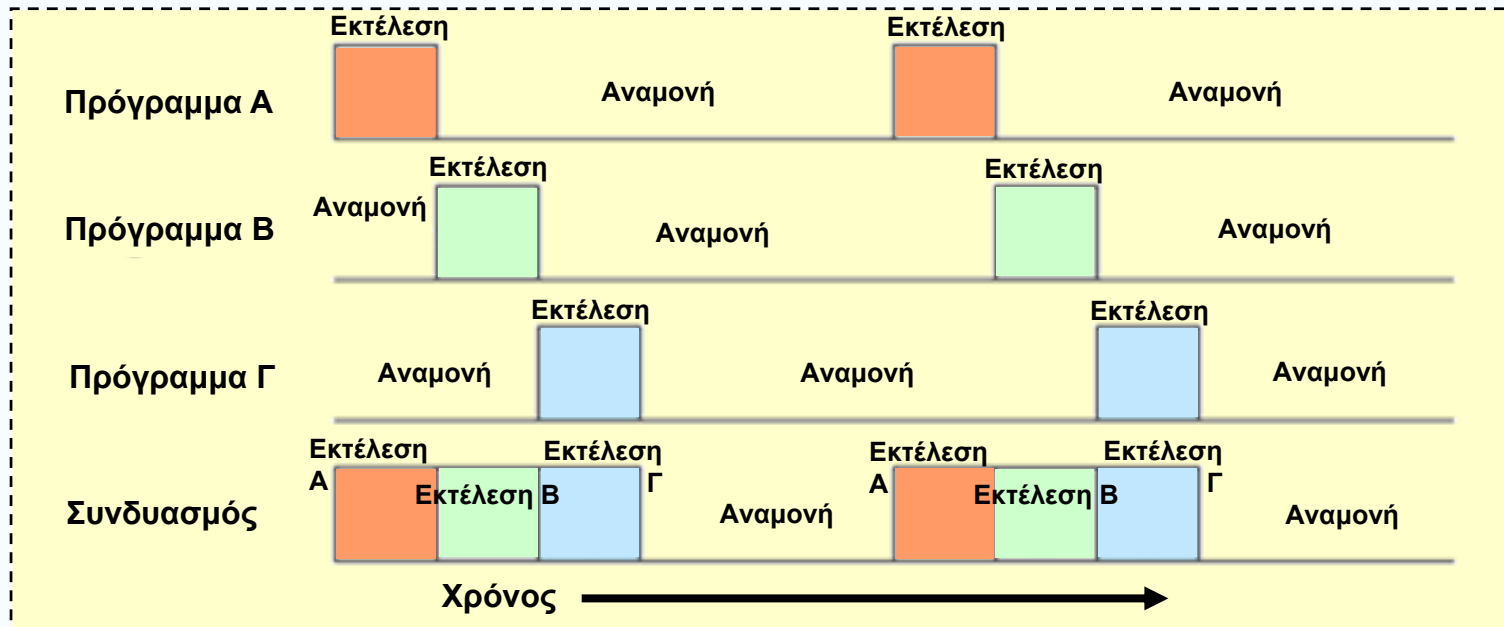 Εκτέλεση Εκτέλεση
Πρόγραμμα Α Αναμονή Αναμονή
Εκτέλεση Εκτέλεση
Πρόγραμμα Β Αναμονή Αναμονή Αναμονή
Εκτέλεση Εκτέλεση
Πρόγραμμα Γ Αναμονή Αναμονή Αναμονή
Εκτέλεση Εκτέλεση Εκτέλεση Εκτέλεση
Α Γ Α Γ
Εκτέλεση Β Εκτέλεση Β
Συνδυασμός Αναμονή Αναμονή
Χρόνος